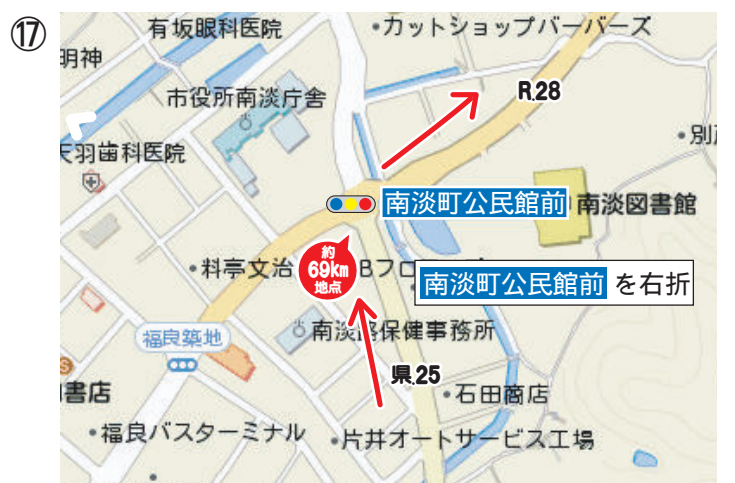 ⑰
有坂眼科医院
・カットショップバーバーズ
明神
市役所南淡庁舎
R.28
・別
天羽歯科医院
南淡町公民館前
南淡図書館
約
69km
地点
・料亭文治
Bフロ
南淡町公民館前 を右折
福良築地
南淡路保健事務所
県.25
書店
・石田商店
・福良バスターミナル
・片井オートサービス工場